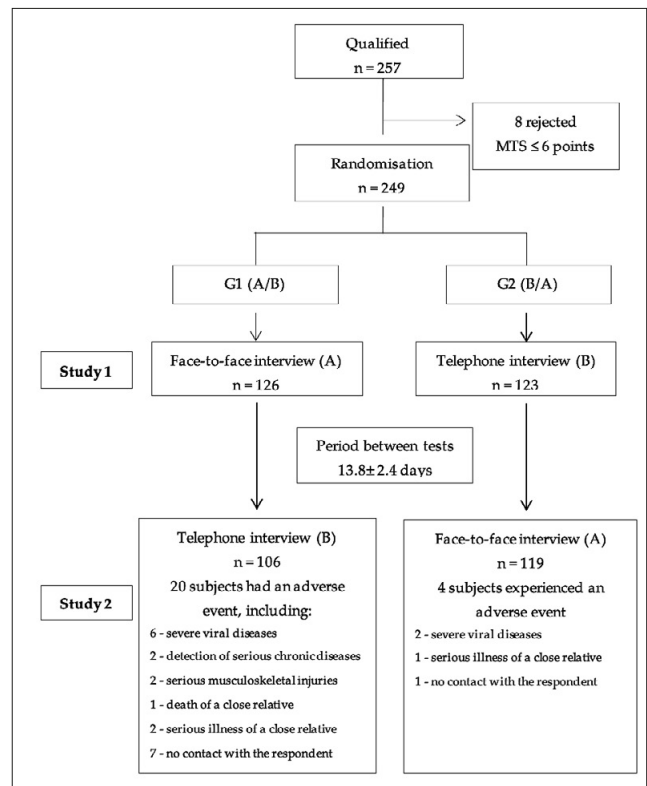 Qualified
n = 257
8 rejected
MTS ≤ 6 points
Randomisation
n = 249
G1 (A/B)
G2 (B/A)
Study 1
Face-to-face interview (A)
n = 126
Telephone interview (B)
n = 123
Period between tests
13.8± 2.4 days
Study 2
Telephone interview (B)
n = 106
20 subjects had an adverse
event, including:
6 - severe viral diseases
2 - detection of serious chronic diseases
2 - serious musculoskeletal injuries
1 - death of a close relative
2 - serious illness of a close relative
7 - no contact with the respondent
Face-to-face interview (A)
n = 119
4 subjects experienced an
adverse event
2 - severe viral diseases
1 - serious illness of a close relative
1 - no contact with the respondent